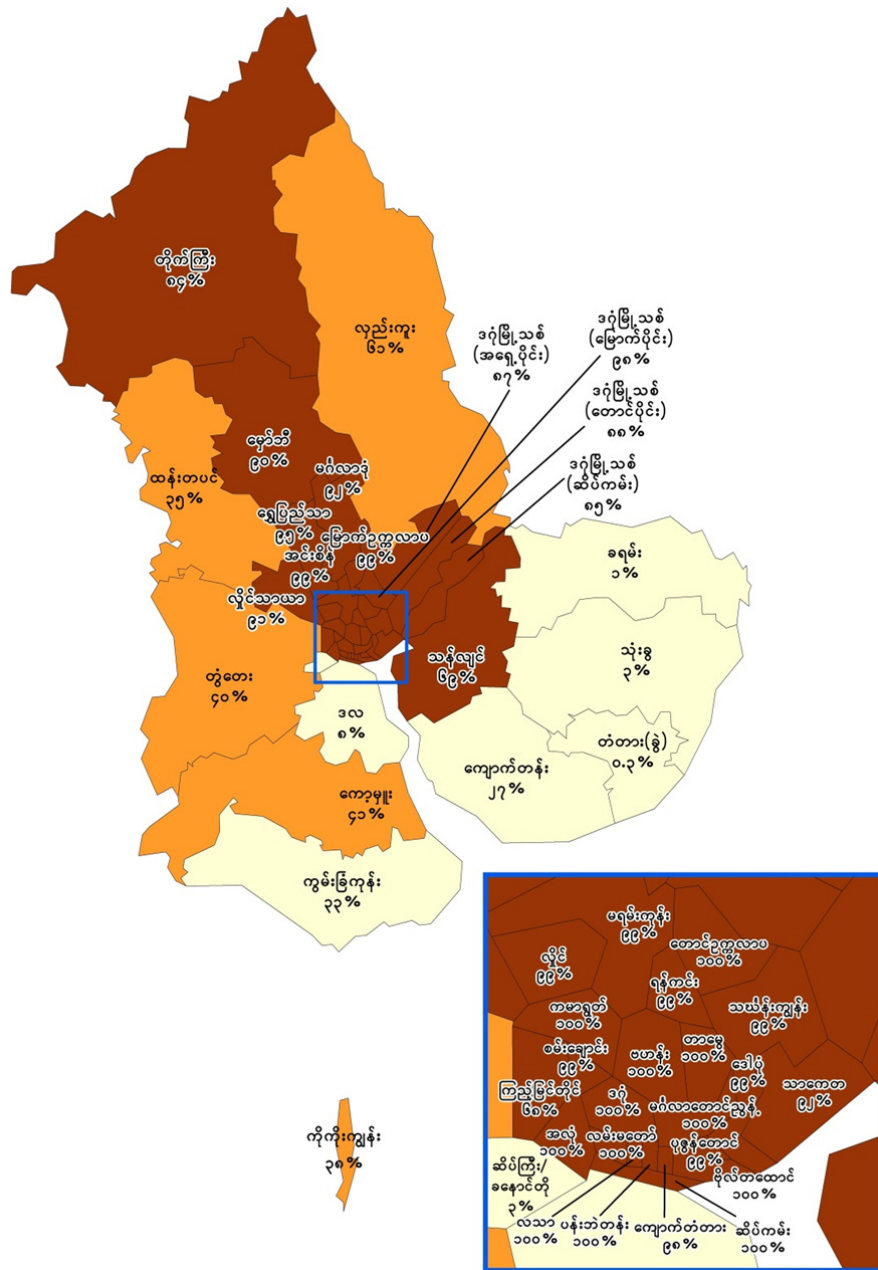 တိုက်ကြီး
၈၄%
လှည်းကူး
၆၁%
ဒဂုံမြို့သစ်
(အရှေ့ပိုင်း)
၈၇%
ဒဂုံမြို့သစ်
(မြောက်ပိုင်း)
၉၈%
ဒဂုံမြို့သစ်
(တောင်ပိုင်း)
၈၈%
ဒဂုံမြို့သစ်
(ဆိပ်ကမ်း)
၈၅%
မှော်ဘီ
၉၀%
မင်္ဂလာဒုံ
၉၂%
ထန်းတပင်
၃၅%
ရွှေပြည်သာ
၉၅%
မြောက်ဥက္ကလာပ
၉၉%
အင်းစိန်
၉၉%
လှိုင်သာယာ
၉၁%
ခရမ်း
၁%
သုံးခွ
၃%
သန်လျင်
၆၉%
တွံတေး
၄၀%
ဒလ
၈%
တံတား(ခွဲ)
၀.၃%
ကျောက်တန်း
၂၇%
ကော့မှူး
၄၁%
ကွမ်းခြံကုန်း
၃၃%
ကိုကိုးကျွန်း
၃၈%
မရမ်းကုန်း
၉၉%
တောင်ဥက္ကလာပ
၁၀၀%
လှိုင်
၉၉%
ရန်ကင်း
၉၉%
ကမာရွတ်
၁၀၀%
သင်္ဃန်းကျွန်း
၉၉%
စမ်းချောင်း
၉၉%
ဗဟန်း
၁၀၀%
တာမွေ
၁၀၀%
ဒေါပုံ
၉၉%
သာကေတ
၉၂%
ကြည့်မြင်တိုင်
၆၈%
ဒဂုံ
၁၀၀%
မင်္ဂလာတောင်ညွန့်
၁၀၀%
အလုံ
၁၀၀%
လမ်းမတော်
၁၀၀%
ပုဇွန်တောင်
၉၉%
ဗိုလ်တထောင်
၁၀၀%
ဆိပ်ကြီး/
ခနောင်တို
၃%
လသာ
၁၀၀%
ပန်းဘဲတန်း
၁၀၀%
ကျောက်တံတား
၉၈%
ဆိပ်ကမ်း
၁၀၀%